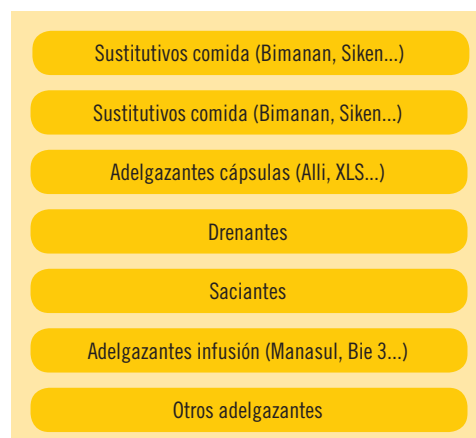 Sustitutivos comida (Bimanan, Siken...)
Sustitutivos comida (Bimanan, Siken...)
Adelgazantes cápsulas (Alli, XLS...)
Drenantes
Saciantes
Adelgazantes infusión (Manasul, Bie 3...)
Otros adelgazantes